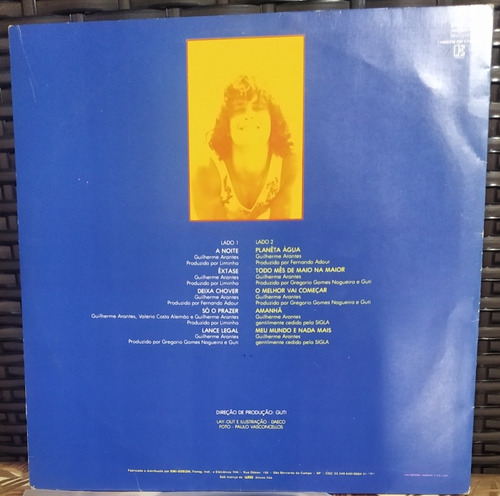 LADO 1
A NOITE
Guilherme Arantes
Produzido por Liminha
ÊXTASE
Guilherme Arantes
Produzido por Liminha
DEIXA CHOVER
Guilherme Arantes
Produzido por Fernando Adour
SÓ O PRAZER
Guilherme Arantes, Valerio Costa Alemão e Guilherme Arantes
Produzido por Liminha
LANCE LEGAL
Guilherme Arantes
Produzido por Gregorio Gomes Nogueira e Guti
LADO 2
PLANÊTA ÁGUA
Guilherme Arantes
Produzido por Fernando Adour
TODO MÊS DE MAIO NA MAIOR
Guilherme Arantes
Produzido por Gregório Gomes Nogueira e Guti
O MELHOR VAI COMEÇAR
Guilherme Arantes
Produzido por Gregório Gomes Nogueira e Guti
AMANHÃ
Guilherme Arantes
gentilmente cedido pela SIGLA
MEU MUNDO E NADA MAIS
Guilherme Arantes
gentilmente cedido pela SIGLA
DIREÇÃO DE PRODUÇÃO: GUTI
LAY-OUT E ILUSTRAÇÃO - DAECO
FOTO - PAULO VASCONCELLOS